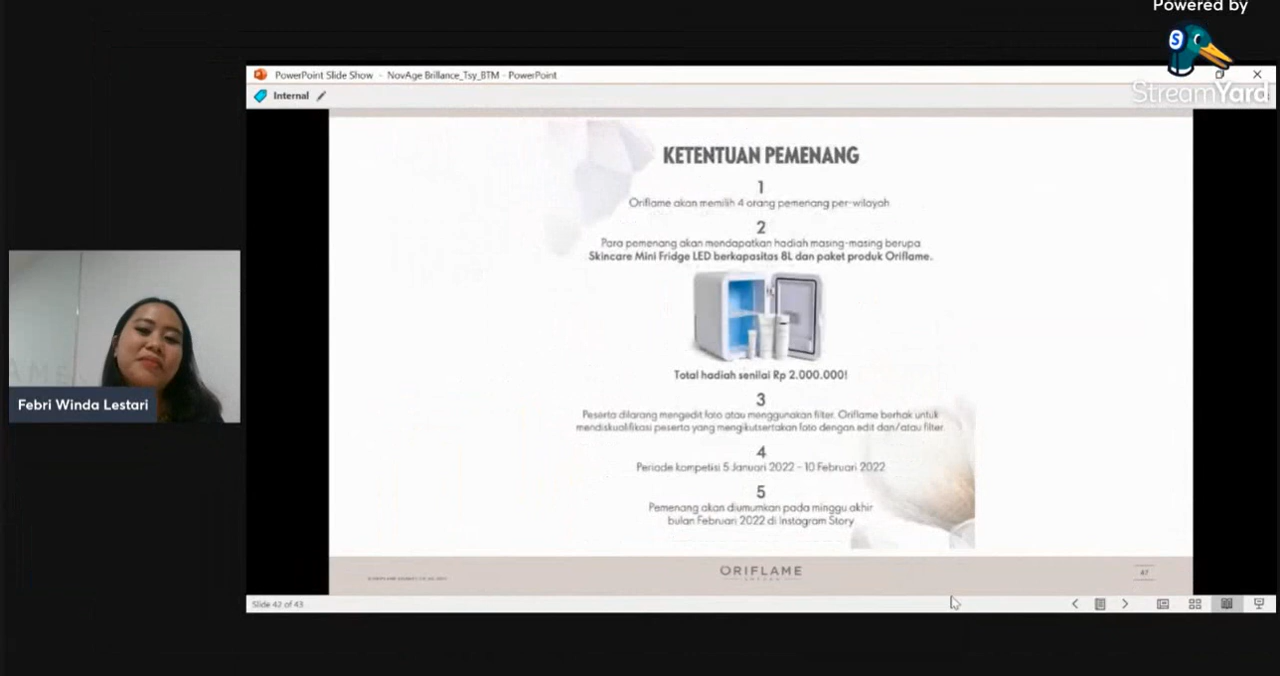 Powered by
S
StreamYard
PowerPoint Slide Show - NovAge Brillance_Tsy_BTM - PowerPoint
Internal
KETENTUAN PEMENANG
1
Oriflame akan memilih 4 orang pemenang per-wilayah
2
Para pemenang akan mendapatkan hadiah masing-masing berupa
Skincare Mini Fridge LED berkapasitas 8L dan paket produk Oriflame.
Total hadiah senilai Rp 2.000.000!
3
Peserta dilarang mengedit foto atau menggunakan filter. Oriflame berhak untuk
mendiskualifikasi peserta yang mengikutsertakan foto dengan edit dan/atau filter.
4
Periode kompetisi 5 Januari 2022 - 10 Februari 2022
5
Pemenang akan diumumkan pada minggu akhir
bulan Februari 2022 di Instagram Story
Febri Winda Lestari
ORIFLAME
SWEDEN
47
Slide 42 of 43